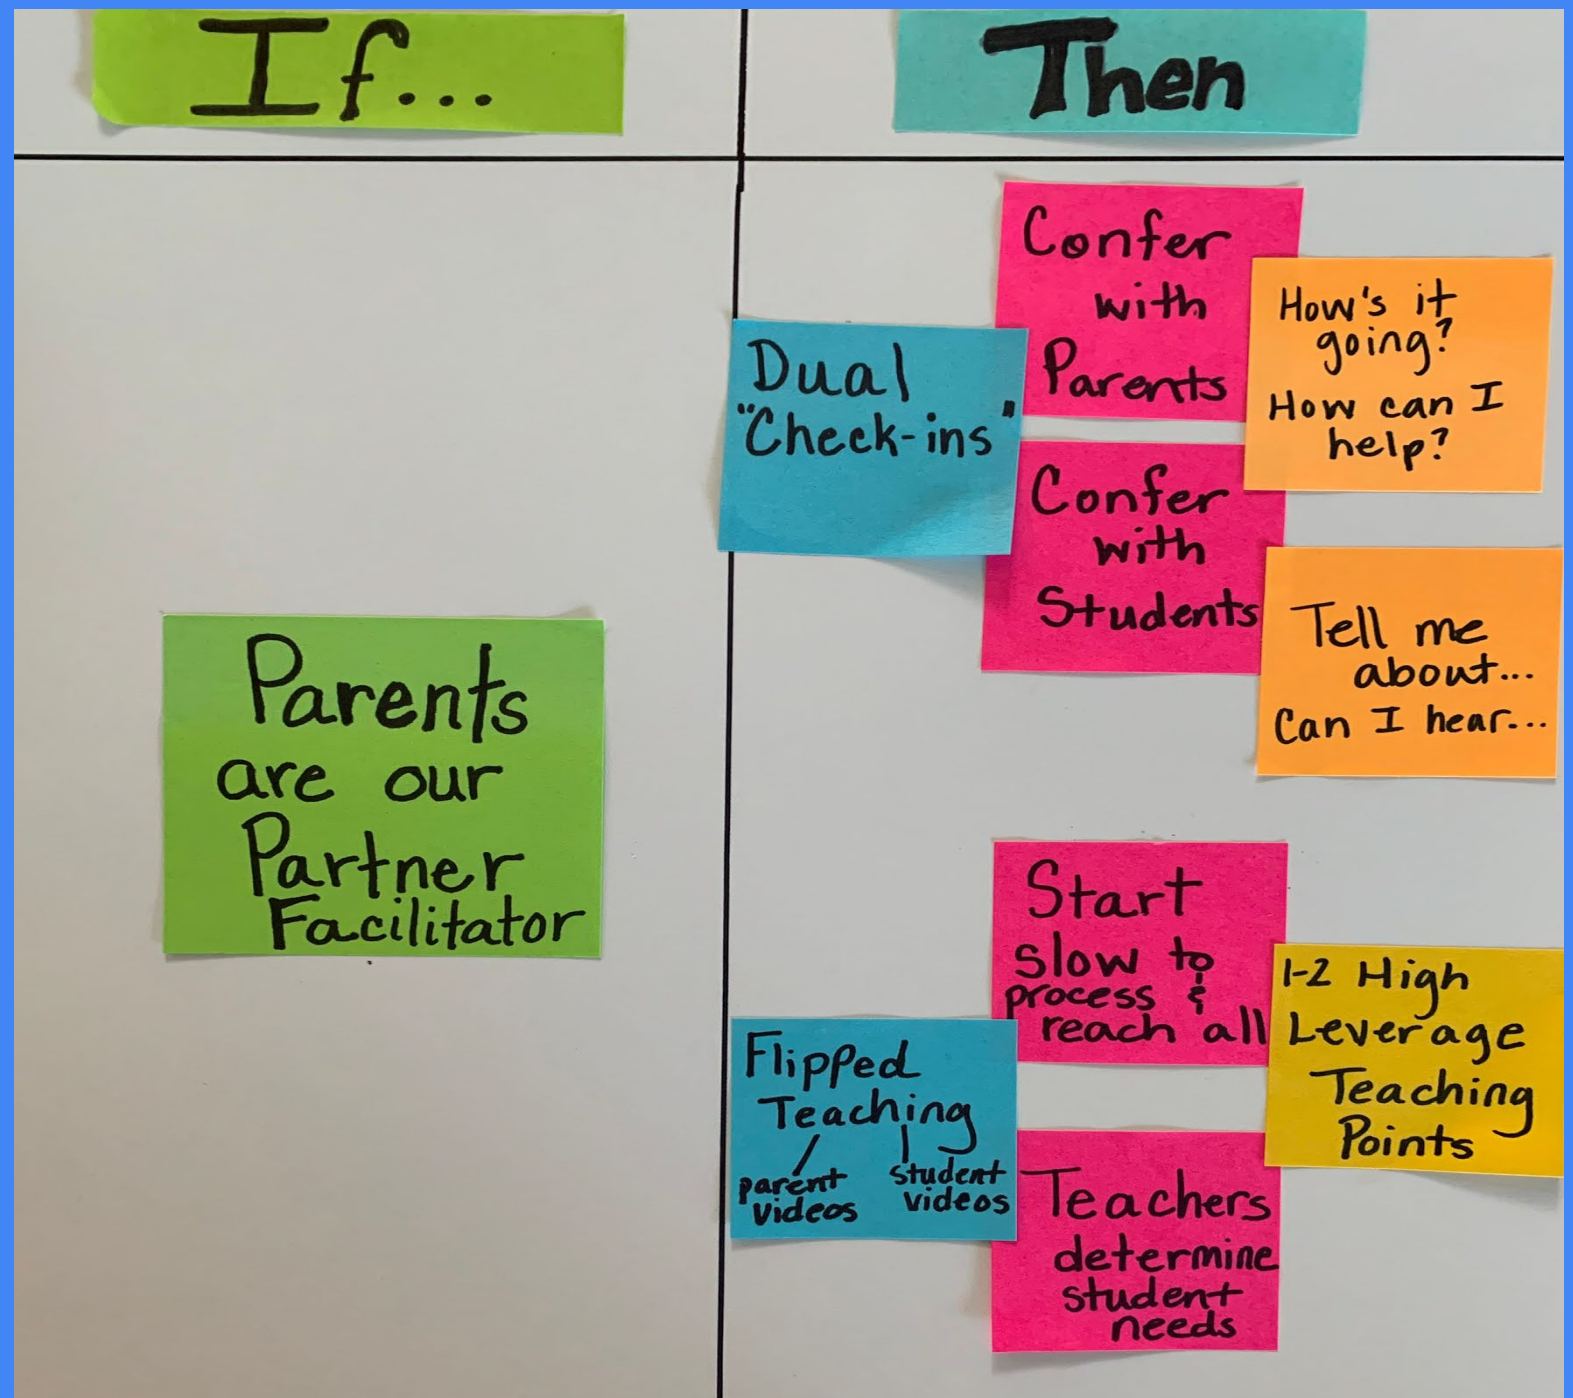 If...
Then
Parents
are our
Partner
Facilitator
Dual
"Check-ins"
Confer
with
Parents
How's it
going?
How can I
help?
Confer
with
Students
Tell me
about...
Can I hear...
Flipped
Teaching
parent
videos
student
videos
Start
slow to
process &
reach all
1-2 High
Leverage
Teaching
Points
Teachers
determine
student
needs